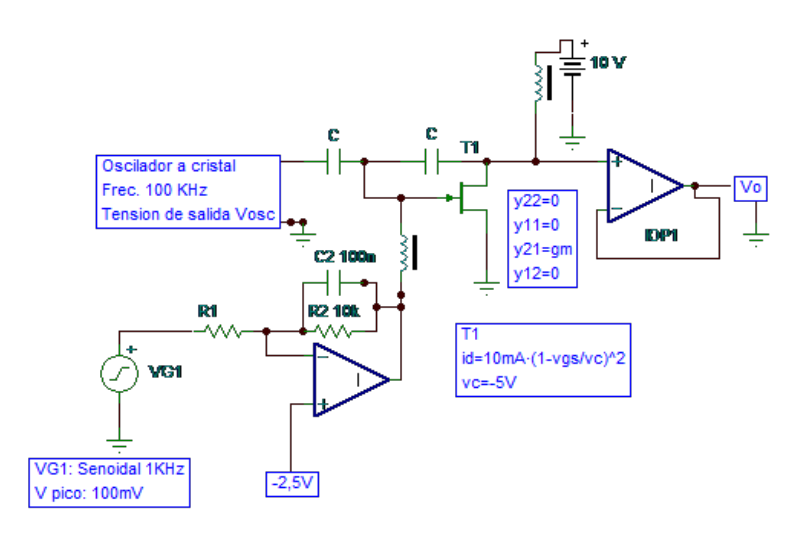 +
10 V
C
C
T1
Oscilador a cristal
Frec. 100 KHz
Tension de salida Vosc
+
-
Vo
IOP1
y22=0
y11=0
y21=gm
y12=0
C2 100n
R1
R2 10k
T1
id=10mA·(1-vgs/vc)^2
vc=-5V
+
VG1
-
+
VG1: Senoidal 1KHz
V pico: 100mV
-2,5V